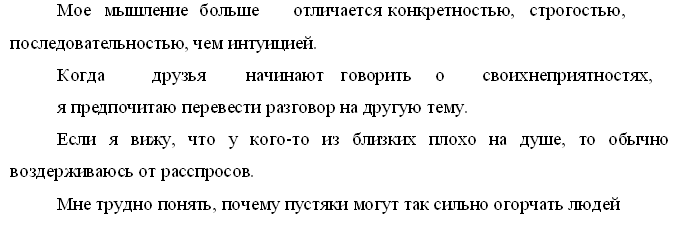 Мое мышление больше отличается конкретностью, строгостью,
последовательностью, чем интуицией.
Когда друзья начинают говорить о своихнеприятностях,
я предпочитаю перевести разговор на другую тему.
Если я вижу, что у кого-то из близких плохо на душе, то обычно
воздерживаюсь от расспросов.
Мне трудно понять, почему пустяки могут так сильно огорчать людей